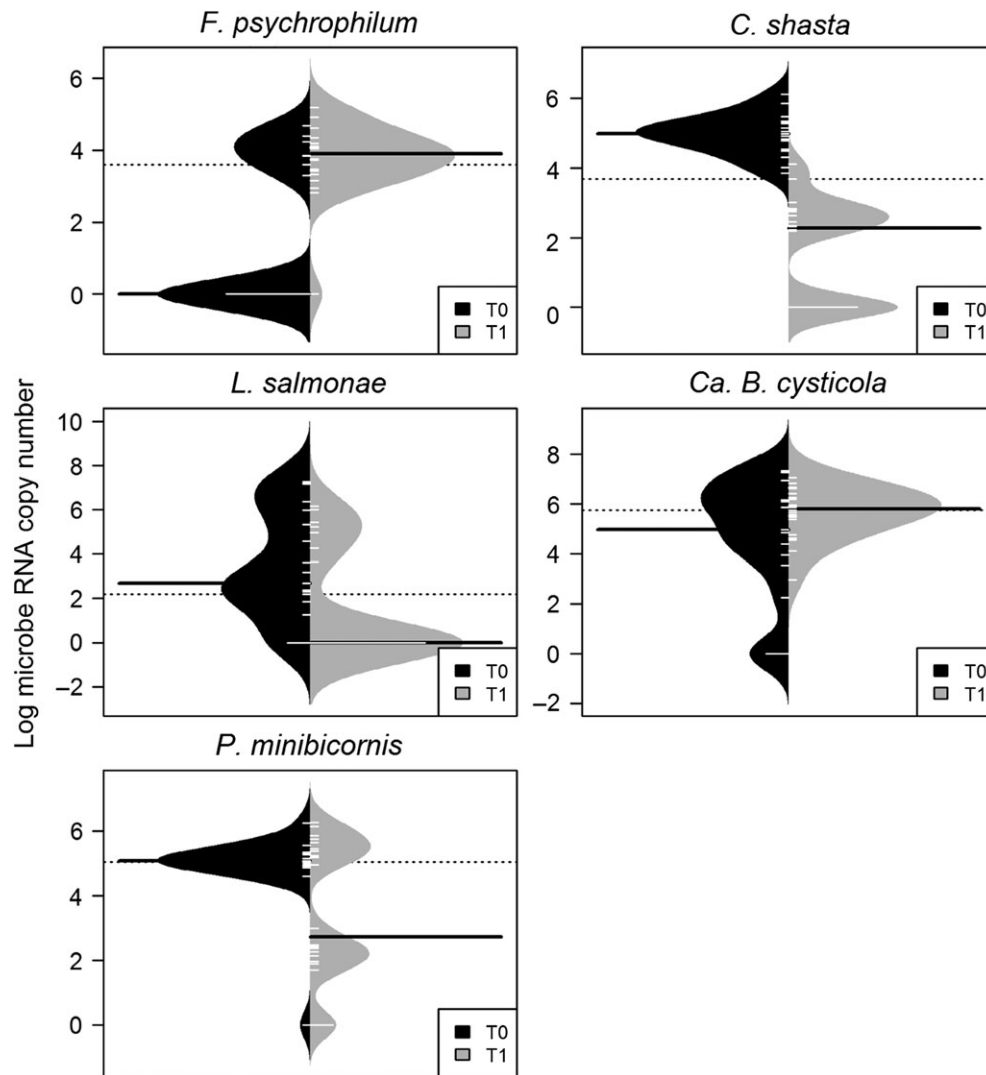 F. psychrophilum
6
4
2
0
T0
T1
C. shasta
6
4
2
0
T0
T1
Log microbe RNA copy number
L. salmonae
10
8
6
4
2
0
–2
T0
T1
Ca. B. cysticola
8
6
4
2
0
–2
T0
T1
P. minibicornis
6
4
2
0
T0
T1